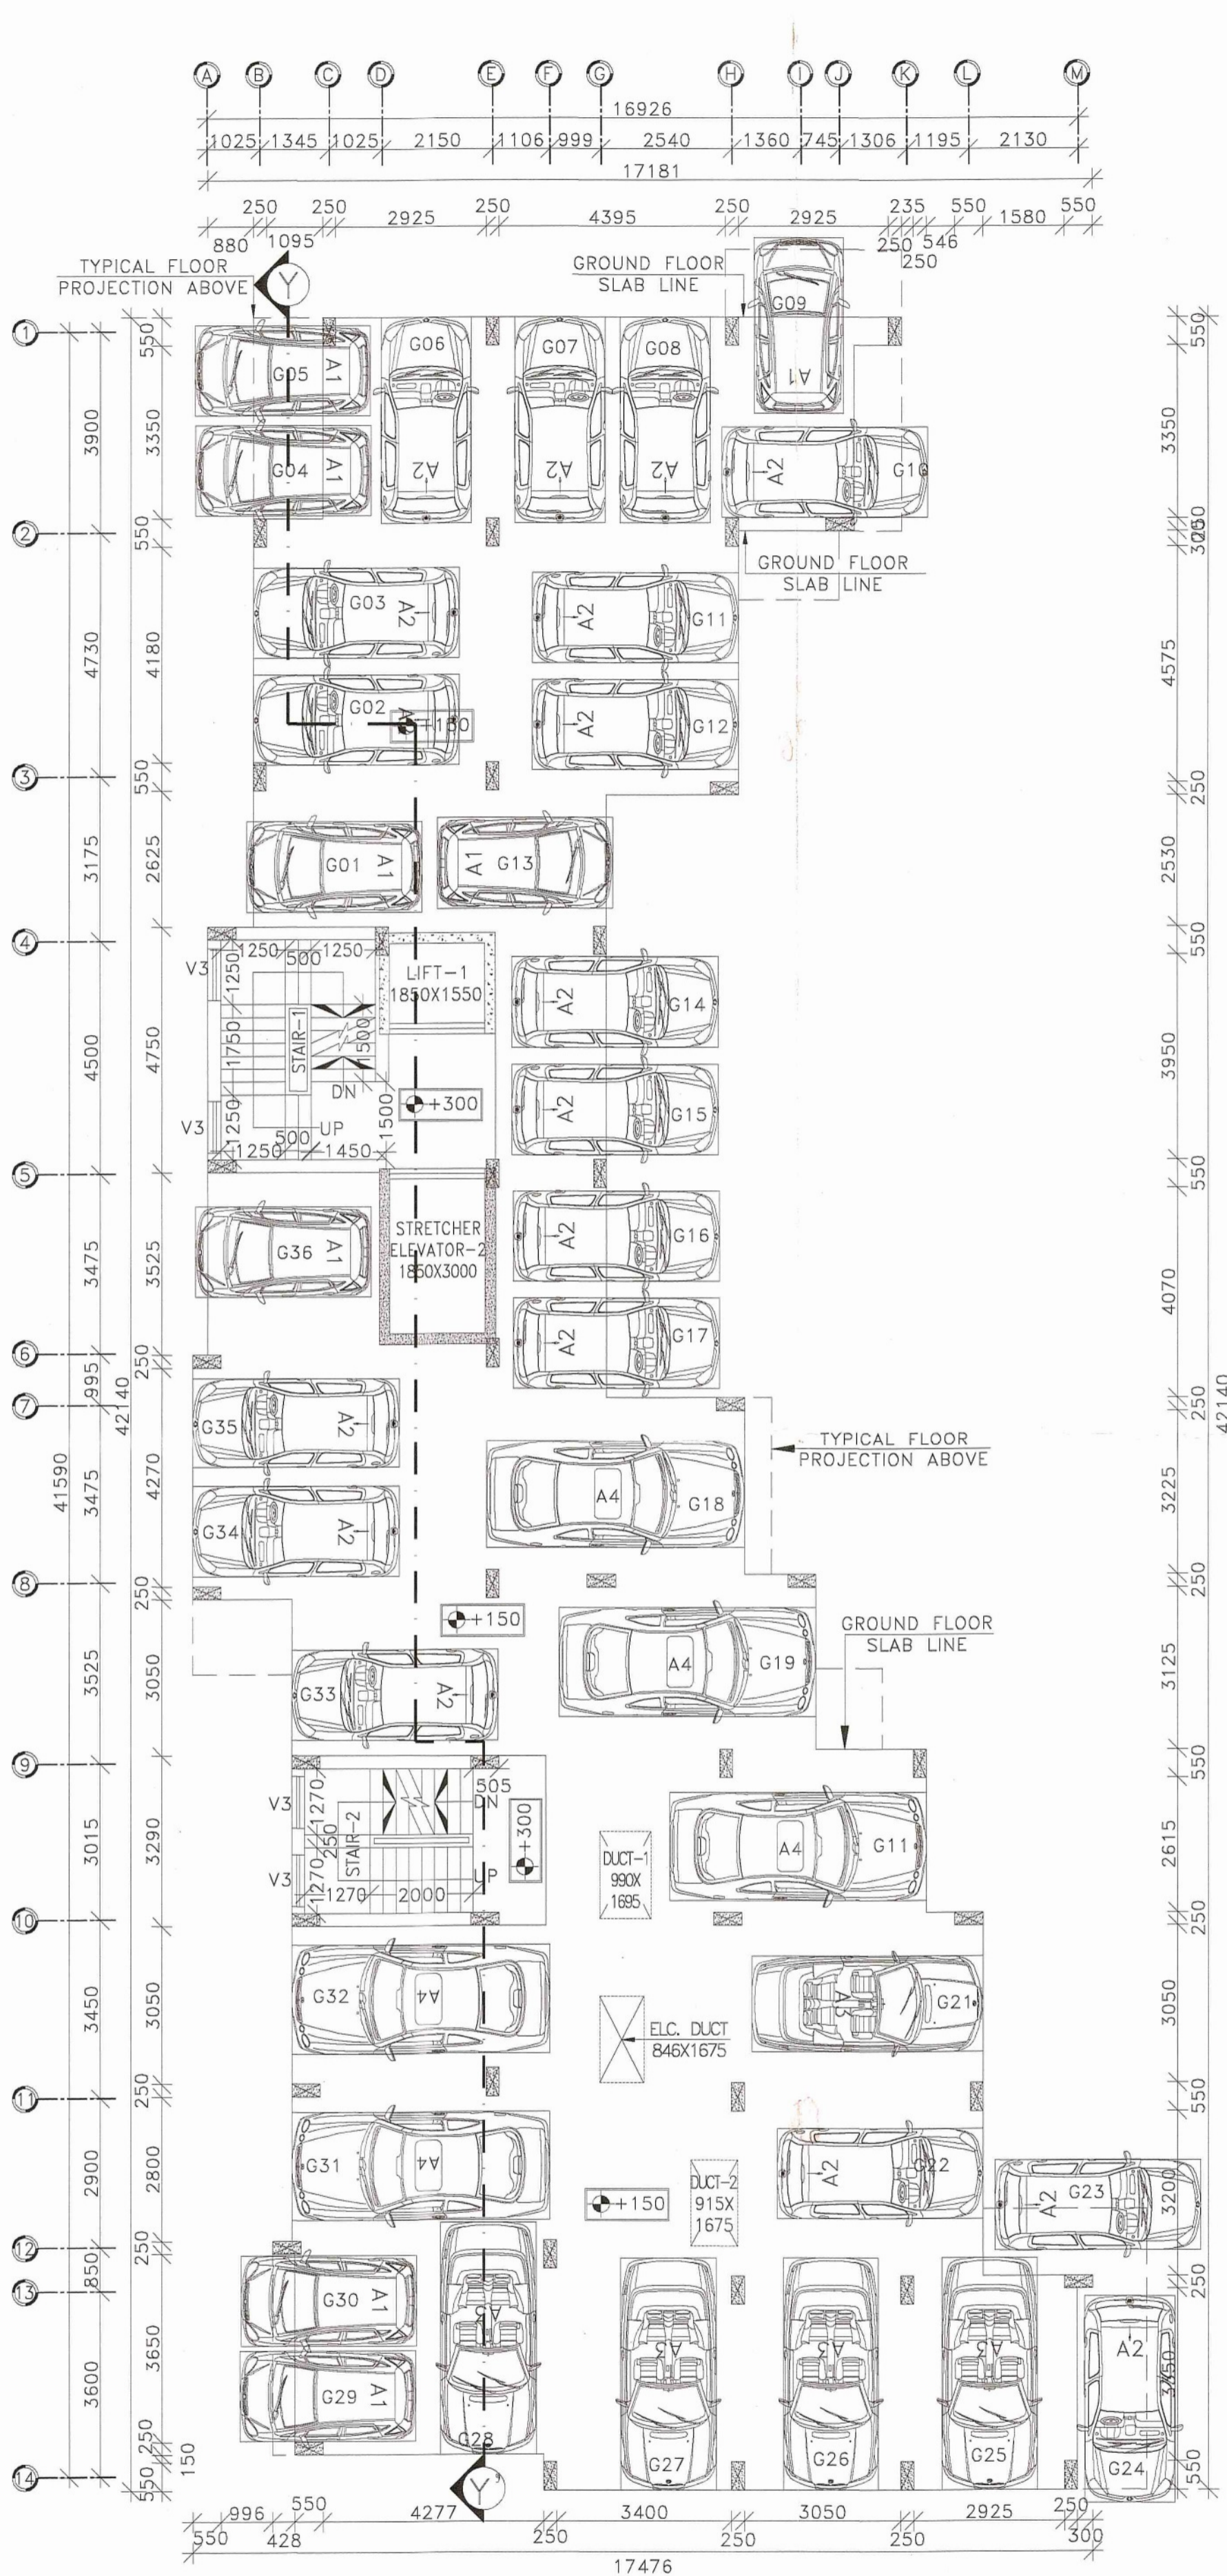 A B C D E F G H I J K L M
16926
1025 1345 1025 2150 1106 999 2540 1360 745 1306 1195 2130
17181
250 250 2925 250 4395 250 2925 235 550 1580 550
880 1095 250 546
250
TYPICAL FLOOR
PROJECTION ABOVE
Y
GROUND FLOOR
SLAB LINE
1
550
G05 A1
G06 A2
G07 A2
G08 A2
G09 A1
550
3900
3350
G04 A1
A2
3350
2
550
250
GROUND FLOOR
SLAB LINE
G03 A2
A2 G11
4730
4180
4575
G02
+150
A2 G12
3
550
250
3175
2625
G01 A1
A1 G13
2530
4
V3
1250
1250 500 1250
LIFT-1
1850X1550
A2 G14
550
4500
4750
1750
STAIR-1
1500
DN
+300
A2 G15
3950
V3
1250
UP
500
1250 1450
1500
5
550
3475
3525
G36 A1
STRETCHER
ELEVATOR-2
1850X3000
A2 G16
A2 G17
4070
6
250
995
7
42140
G35 A2
250
42140
TYPICAL FLOOR
PROJECTION ABOVE
41590
3475
4270
A4 G18
3225
G34 A2
8
250
250
+150
GROUND FLOOR
SLAB LINE
3525
3050
G33 A2
A4 G19
3125
9
550
505
V3
1270
DN
+300
3015
3290
250
STAIR-2
DUCT-1
990X
1695
A4 G11
2615
V3
1270
UP
1270 2000
10
250
3450
3050
G32 A4
ELC. DUCT
846X1675
A3 G21
3050
11
250
550
2900
2800
G31 A4
DUCT-2
915X
1675
+150
A2 G22
A2 G23
3200
12
250
850
13
250
G30 A1
A3
A3
A3
A3
A2
3650
3600
G29 A1
3450
G28
G27
G26
G25
G24
250
150
14
550
550
Y'
550 996 550 4277 3400 3050 2925 250
428 250 250 250 300
17476